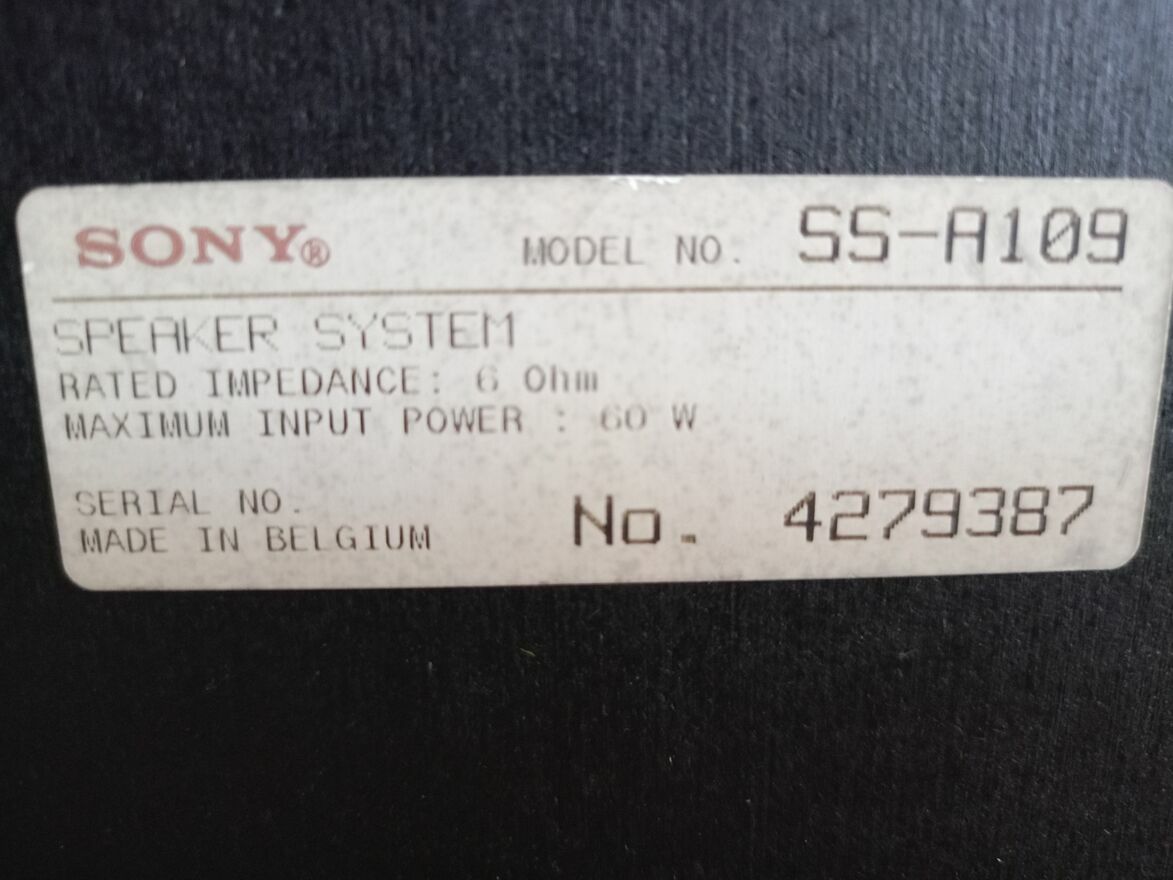 SONY® MODEL NO. SS-A109
SPEAKER SYSTEM
RATED IMPEDANCE: 6 Ohm
MAXIMUM INPUT POWER : 60 W
SERIAL NO.
MADE IN BELGIUM No. 4279387